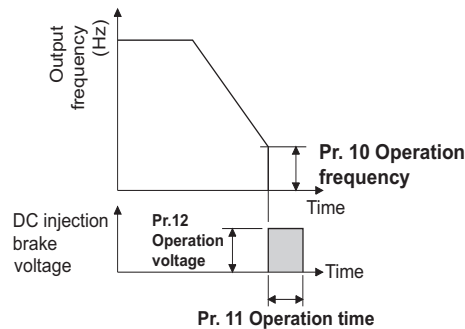 Output
frequency
(Hz)
Pr. 10 Operation
frequency
Time
DC injection
brake
voltage
Pr.12
Operation
voltage
Time
Pr. 11 Operation time